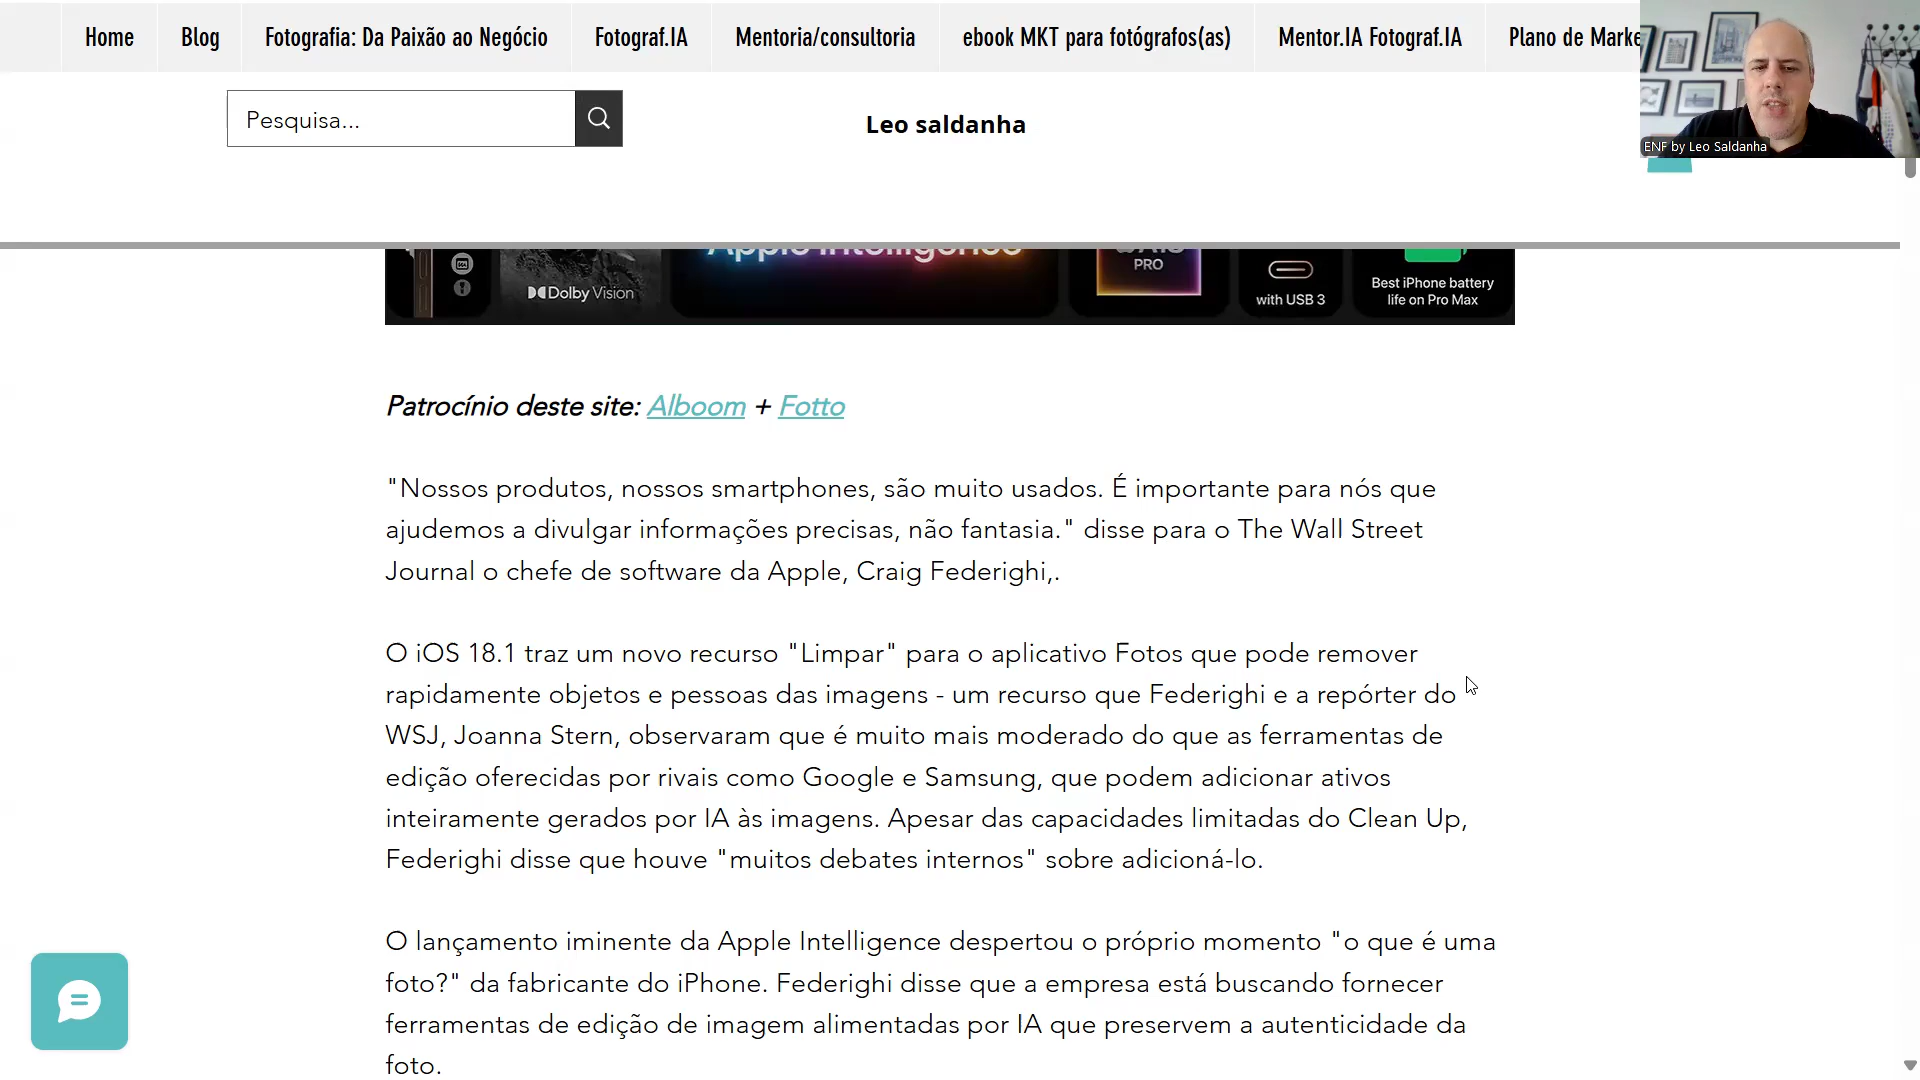 Home Blog Fotografia: Da Paixão ao Negócio Fotograf.IA Mentoria/consultoria ebook MKT para fotógrafos(as) Mentor.IA Fotograf.IA Plano de Marke
Pesquisa...
Leo saldanha
ENF by Leo Saldanha
Apple Intelligence
PRO
Dolby Vision
with USB 3
Best iPhone battery
life on Pro Max
Patrocínio deste site: Alboom + Fotto
"Nossos produtos, nossos smartphones, são muito usados. É importante para nós que
ajudemos a divulgar informações precisas, não fantasia." disse para o The Wall Street
Journal o chefe de software da Apple, Craig Federighi,.
O iOS 18.1 traz um novo recurso "Limpar" para o aplicativo Fotos que pode remover
rapidamente objetos e pessoas das imagens - um recurso que Federighi e a repórter do
WSJ, Joanna Stern, observaram que é muito mais moderado do que as ferramentas de
edição oferecidas por rivais como Google e Samsung, que podem adicionar ativos
inteiramente gerados por IA às imagens. Apesar das capacidades limitadas do Clean Up,
Federighi disse que houve "muitos debates internos" sobre adicioná-lo.
O lançamento iminente da Apple Intelligence despertou o próprio momento "o que é uma
foto?" da fabricante do iPhone. Federighi disse que a empresa está buscando fornecer
ferramentas de edição de imagem alimentadas por IA que preservem a autenticidade da
foto.